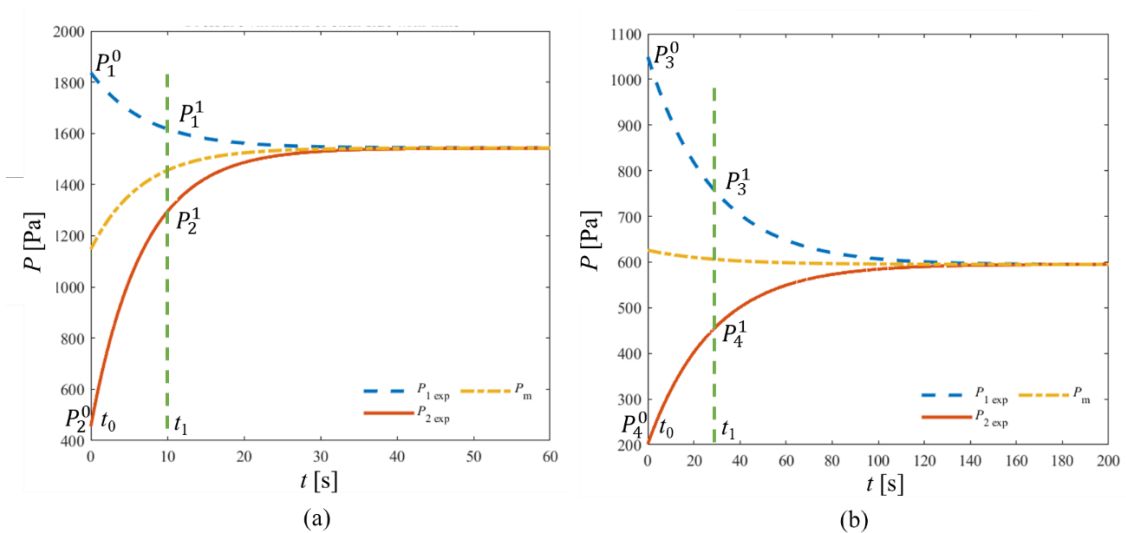 2000
1800
1600
1400
1200
1000
800
600
400
P [Pa]
P_1^0
P_1^1
P_2^1
P_2^0
t_0
t_1
P_1 exp
P_m
P_2 exp
0 10 20 30 40 50 60
t [s]
(a)
1100
1000
900
800
700
600
500
400
300
200
P [Pa]
P_3^0
P_3^1
P_4^1
P_4^0
t_0
t_1
P_1 exp
P_m
P_2 exp
0 20 40 60 80 100 120 140 160 180 200
t [s]
(b)